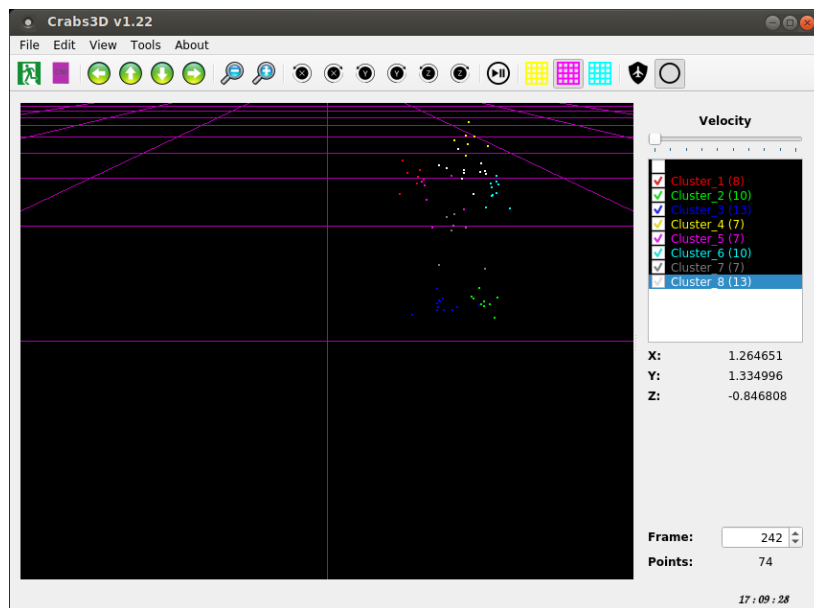 Crabs3D v1.22
File Edit View Tools About
X X Y Y Z Z
Velocity
Cluster_1 (8)
Cluster_2 (10)
Cluster_3 (13)
Cluster_4 (7)
Cluster_5 (7)
Cluster_6 (10)
Cluster_7 (7)
Cluster_8 (13)
X: 1.264651
Y: 1.334996
Z: -0.846808
Frame: 242
Points: 74
17 : 09 : 28